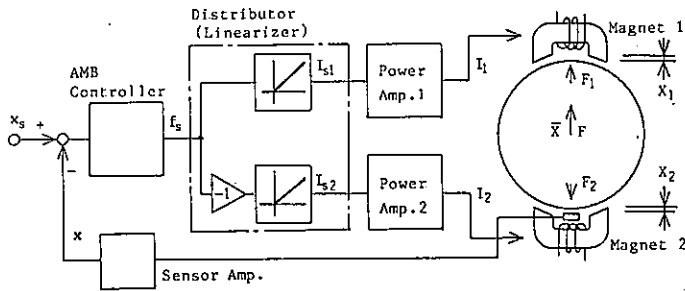 Distributor
(Linearizer)
AMB
Controller
x_s +
-
f_s
-1
I_s1
I_s2
Power
Amp.1
Power
Amp.2
I_1
I_2
Magnet 1
F_1
X_1
X̄ F
F_2
X_2
Magnet 2
x
Sensor Amp.